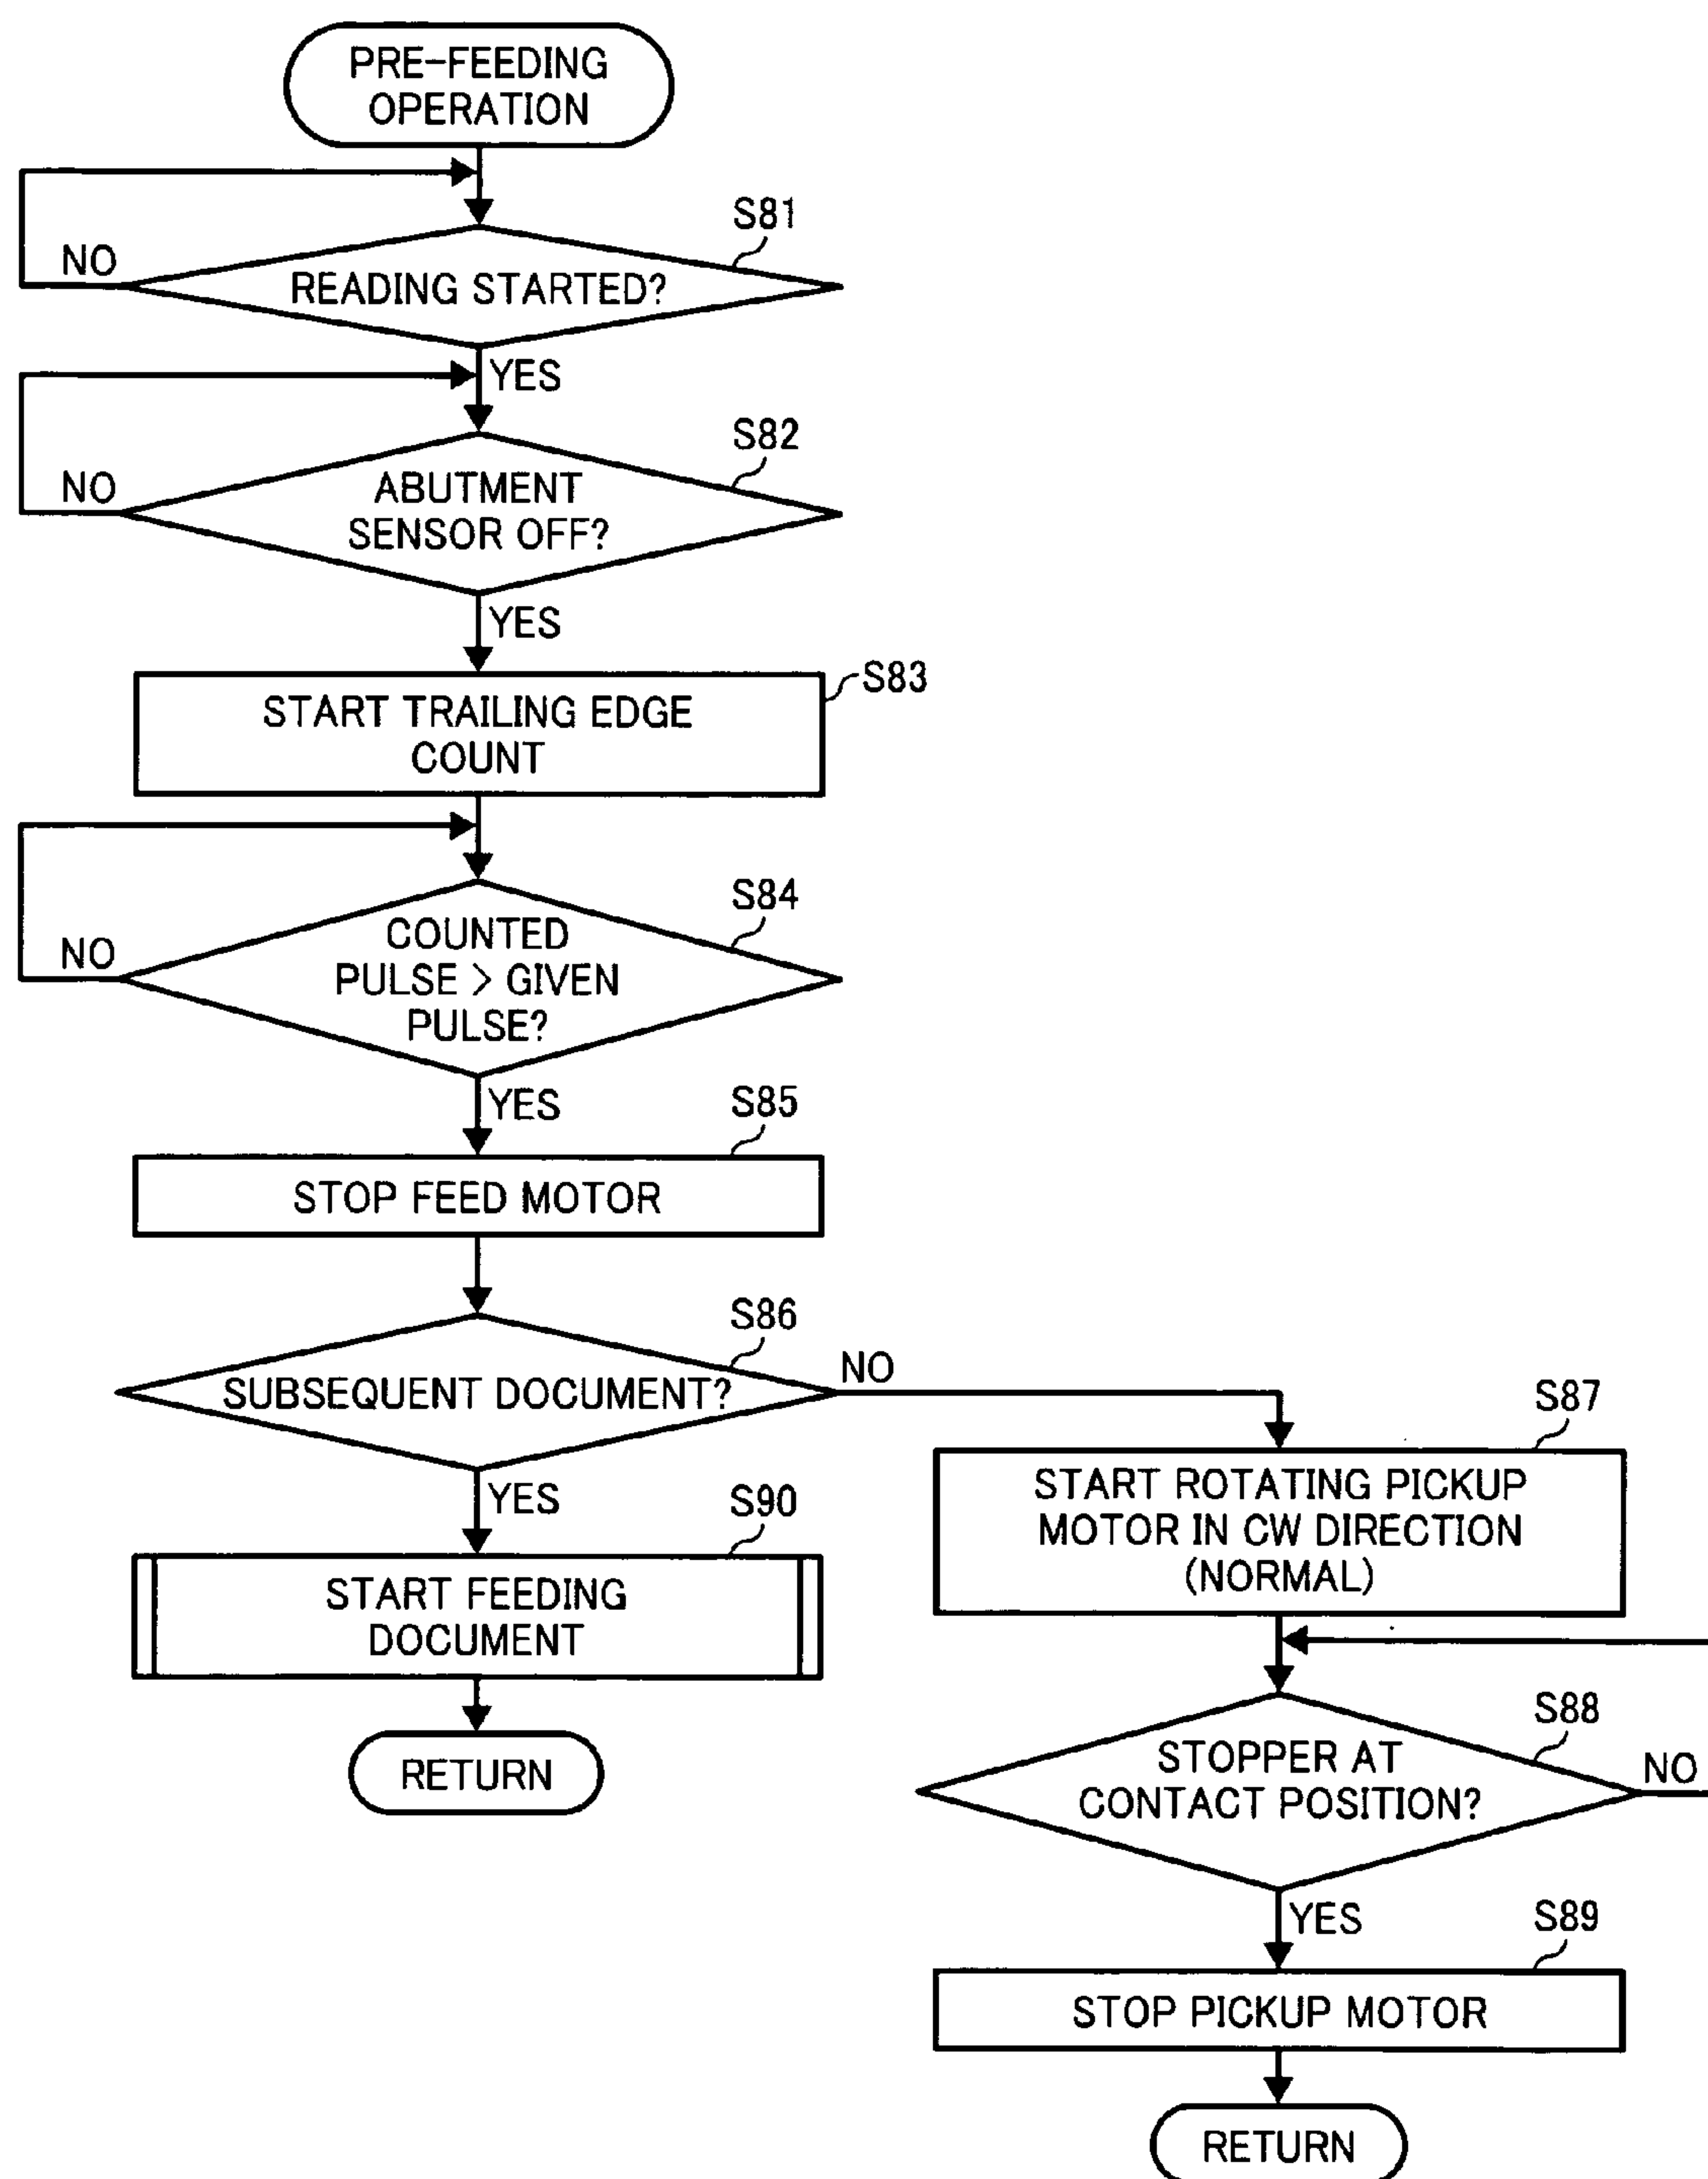 PRE-FEEDING
OPERATION
S81
NO
READING STARTED?
YES
S82
NO
ABUTMENT
SENSOR OFF?
YES
S83
START TRAILING EDGE
COUNT
S84
NO
COUNTED
PULSE > GIVEN
PULSE?
YES
S85
STOP FEED MOTOR
S86
SUBSEQUENT DOCUMENT?
NO
YES
S87
START ROTATING PICKUP
MOTOR IN CW DIRECTION
(NORMAL)
S90
START FEEDING
DOCUMENT
RETURN
S88
STOPPER AT
CONTACT POSITION?
NO
YES
S89
STOP PICKUP MOTOR
RETURN